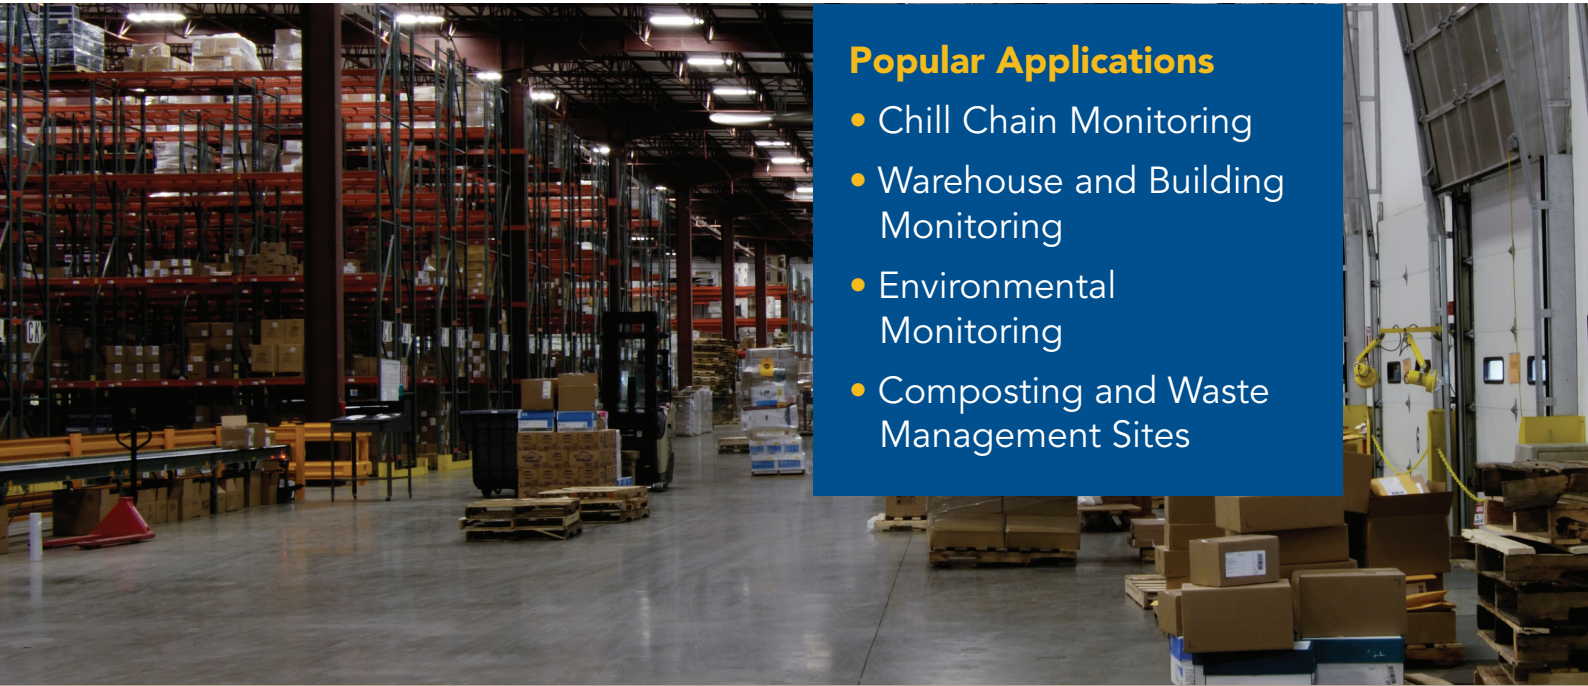 Popular Applications
• Chill Chain Monitoring
• Warehouse and Building
Monitoring
• Environmental
Monitoring
• Composting and Waste
Management Sites